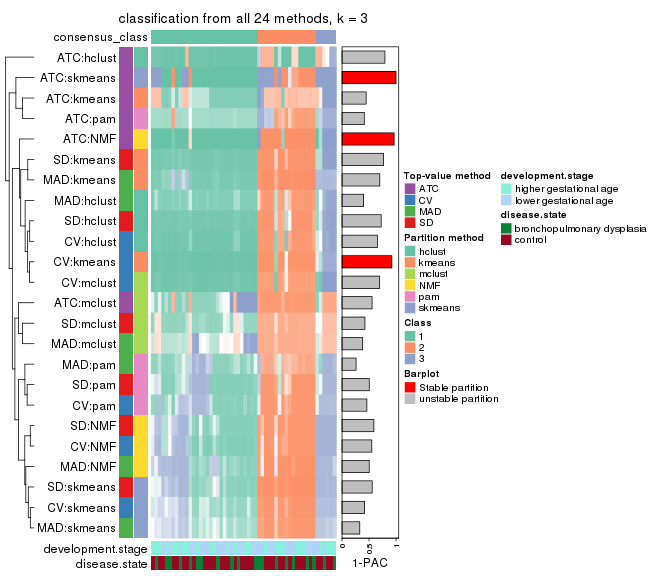 classification from all 24 methods, k = 3
consensus_class
ATC:hclust
ATC:skmeans
ATC:kmeans
ATC:pam
ATC:NMF
SD:kmeans
MAD:kmeans
MAD:hclust
SD:hclust
CV:hclust
CV:kmeans
CV:mclust
ATC:mclust
SD:mclust
MAD:mclust
MAD:pam
SD:pam
CV:pam
SD:NMF
CV:NMF
MAD:NMF
SD:skmeans
CV:skmeans
MAD:skmeans
development.stage
disease.state
0 0.5 1
1-PAC
Top-value method
ATC
CV
MAD
SD
Partition method
hclust
kmeans
mclust
NMF
pam
skmeans
Class
1
2
3
Barplot
Stable partition
unstable partition
development.stage
higher gestational age
lower gestational age
disease.state
bronchopulmonary dysplasia
control